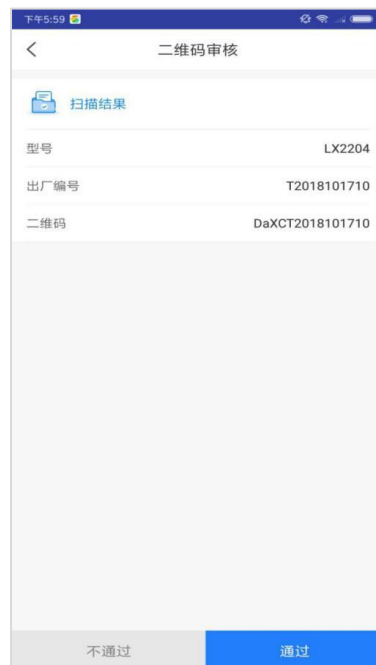 下午5:59
二维码审核
扫描结果
型号 LX2204
出厂编号 T2018101710
二维码 DaXCT2018101710
不通过 通过